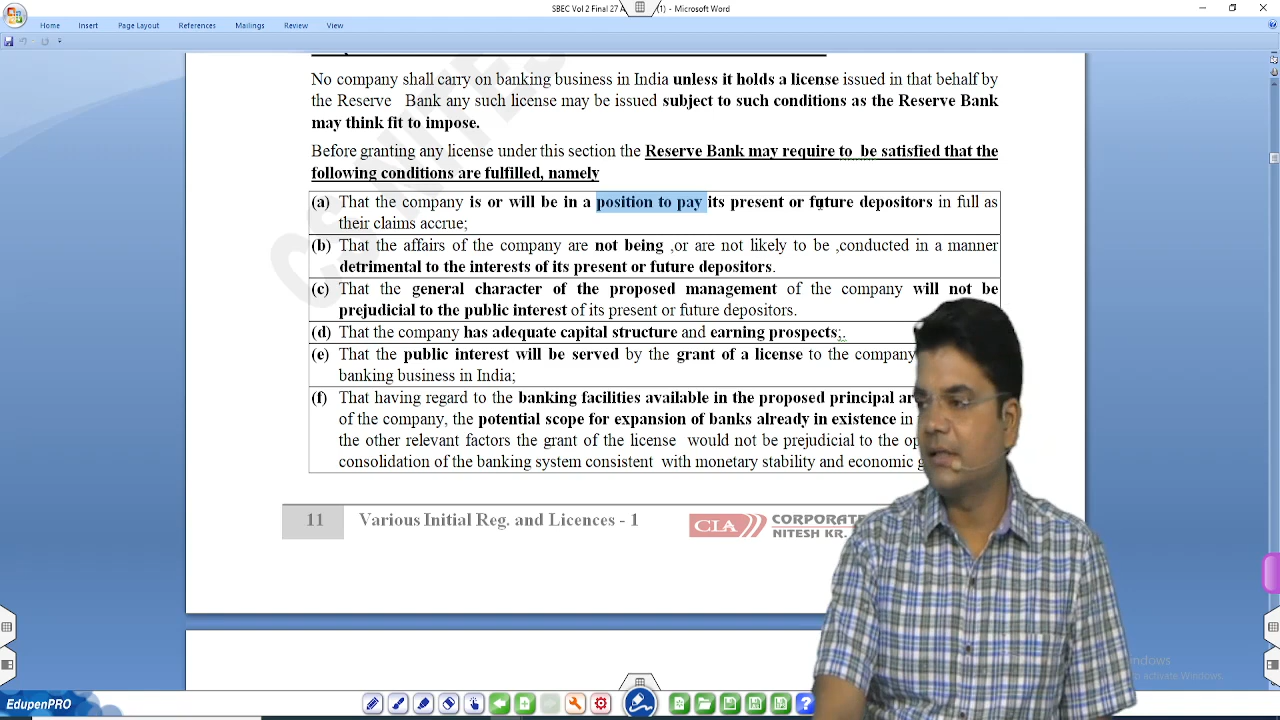 SBEC Vol 2 Final 27 A (1) - Microsoft Word
Home Insert Page Layout References Mailings Review View
No company shall carry on banking business in India unless it holds a license issued in that behalf by
the Reserve Bank any such license may be issued subject to such conditions as the Reserve Bank
may think fit to impose.
Before granting any license under this section the Reserve Bank may require to be satisfied that the
following conditions are fulfilled, namely
(a) That the company is or will be in a position to pay its present or future depositors in full as
their claims accrue;
(b) That the affairs of the company are not being ,or are not likely to be ,conducted in a manner
detrimental to the interests of its present or future depositors.
(c) That the general character of the proposed management of the company will not be
prejudicial to the public interest of its present or future depositors.
(d) That the company has adequate capital structure and earning prospects;.
(e) That the public interest will be served by the grant of a license to the company
banking business in India;
(f) That having regard to the banking facilities available in the proposed principal ar
of the company, the potential scope for expansion of banks already in existence in
the other relevant factors the grant of the license would not be prejudicial to the op
consolidation of the banking system consistent with monetary stability and economic g
11 Various Initial Reg. and Licences - 1
CIA CORPORATE
NITESH KR.
EdupenPRO